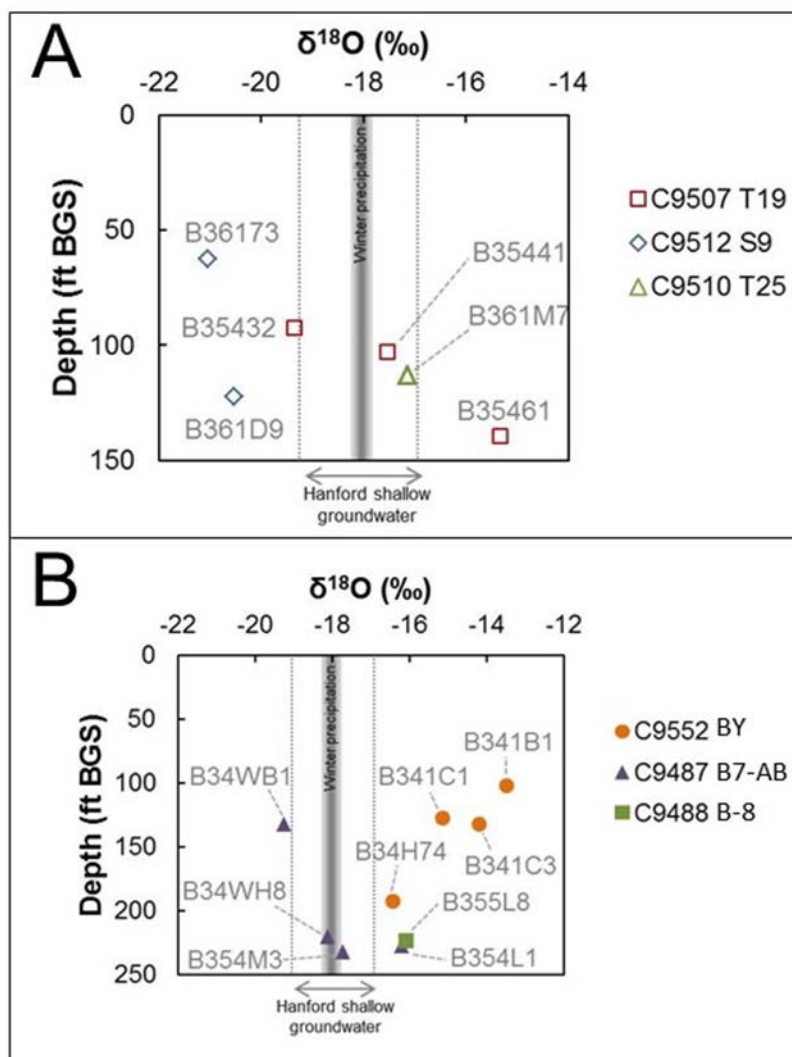 A
δ¹⁸O (‰)
-22 -20 -18 -16 -14
0
50
100
150
Depth (ft BGS)
Winter precipitation
B36173
B35432
B361D9
B35441
B361M7
B35461
Hanford shallow
groundwater
C9507 T19
C9512 S9
C9510 T25
B
δ¹⁸O (‰)
-22 -20 -18 -16 -14 -12
0
50
100
150
200
250
Depth (ft BGS)
Winter precipitation
B341B1
B34WB1
B341C1
B341C3
B34H74
B34WH8
B355L8
B354M3
B354L1
Hanford shallow
groundwater
C9552 BY
C9487 B7-AB
C9488 B-8